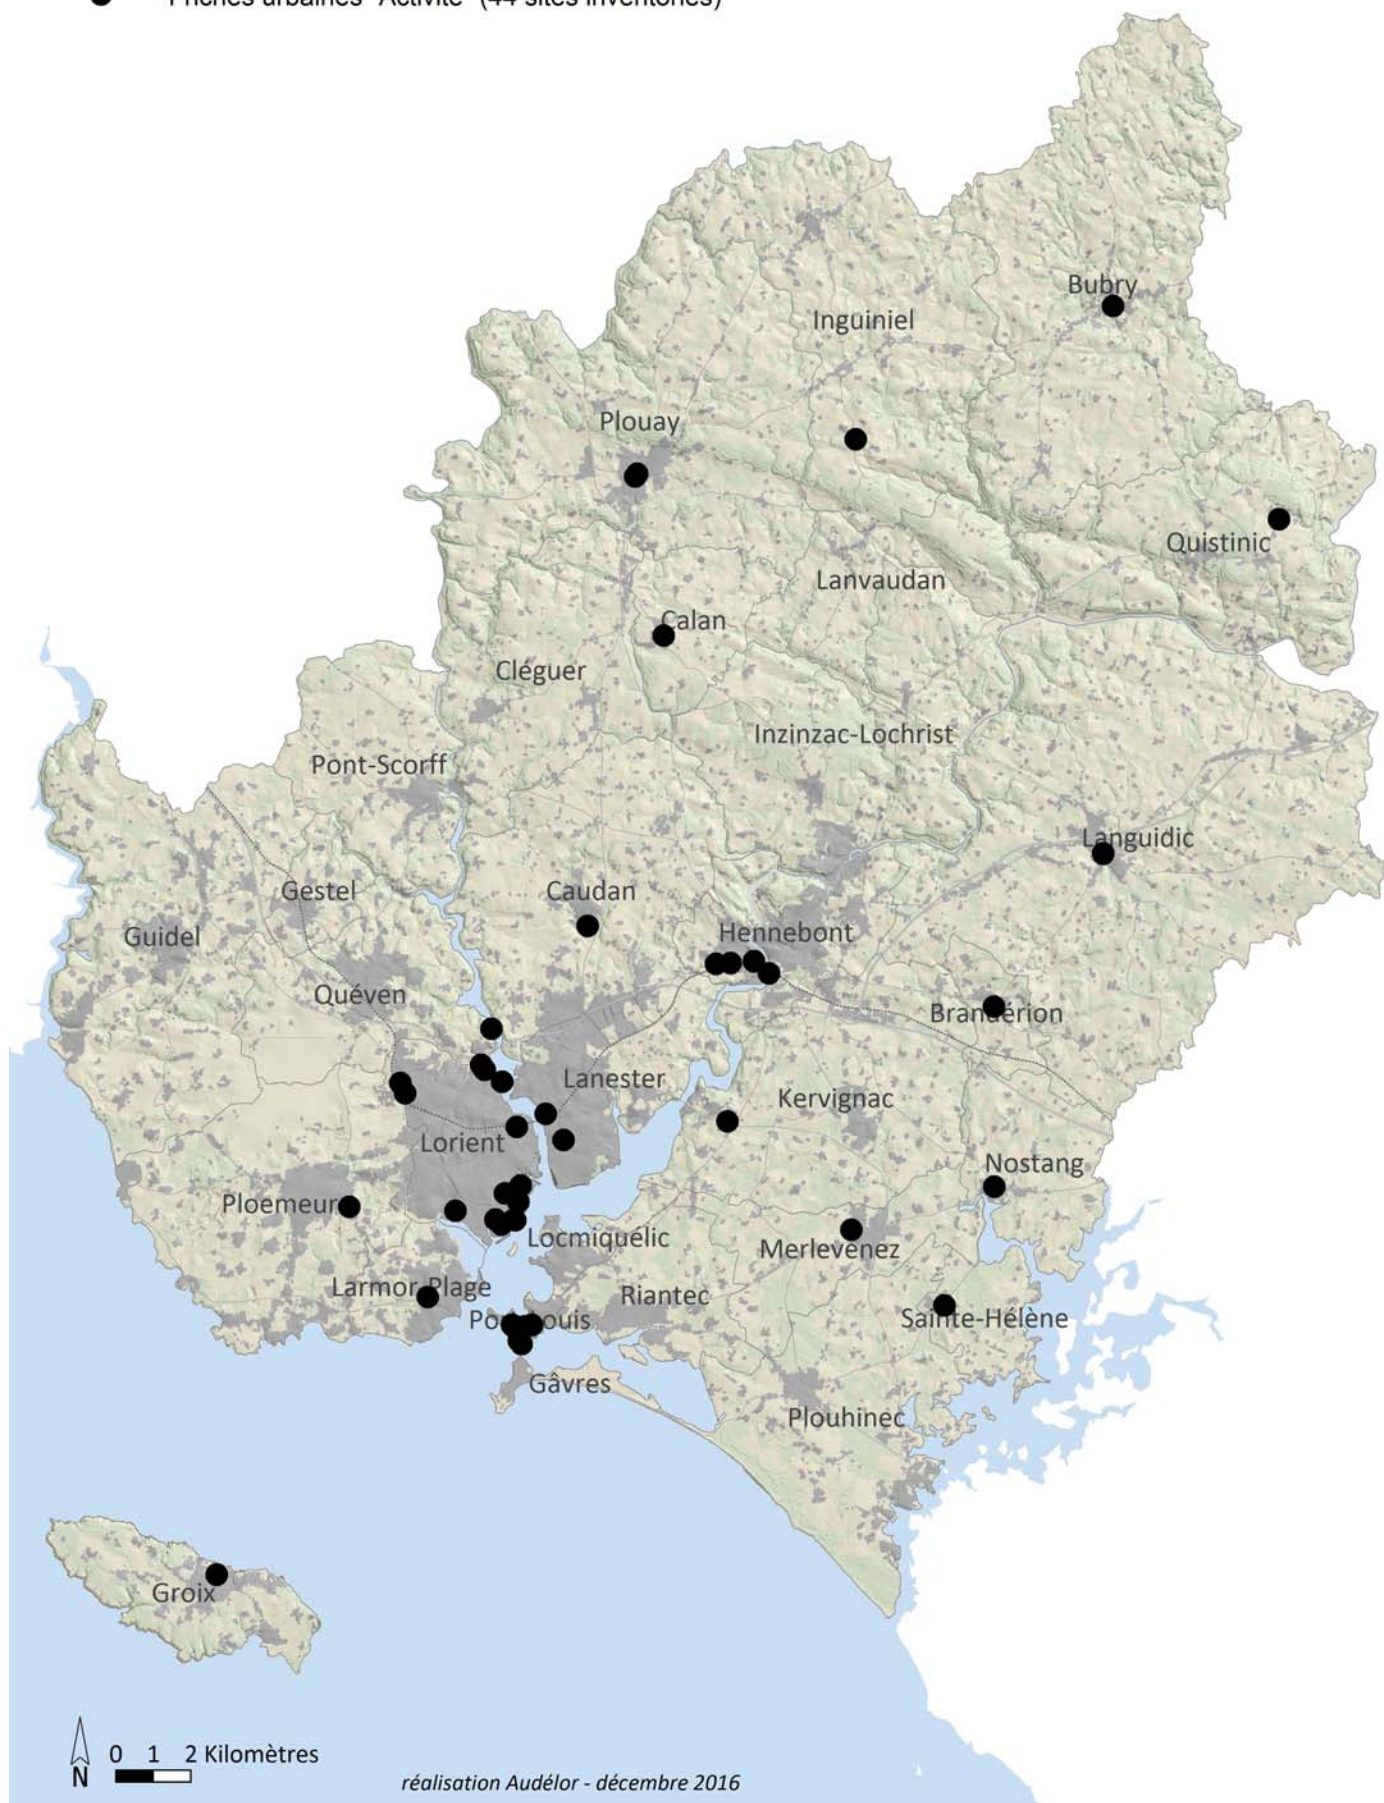 Friches urbaines "Activité" (44 sites inventoriés)
Bubry
Inguiniel
Plouay
Quistinic
Lanvaudan
Calan
Cléguer
Inzinzac-Lochrist
Pont-Scorff
Languidic
Gestel
Caudan
Guidel
Hennebont
Quéven
Brandérion
Lanester
Kervignac
Lorient
Nostang
Ploemeur
Locmiquélic
Merlevenez
Larmor-Plage
Riantec
Port-Louis
Sainte-Hélène
Gâvres
Plouhinec
Groix
0 1 2 Kilomètres
N
réalisation Audélor - décembre 2016